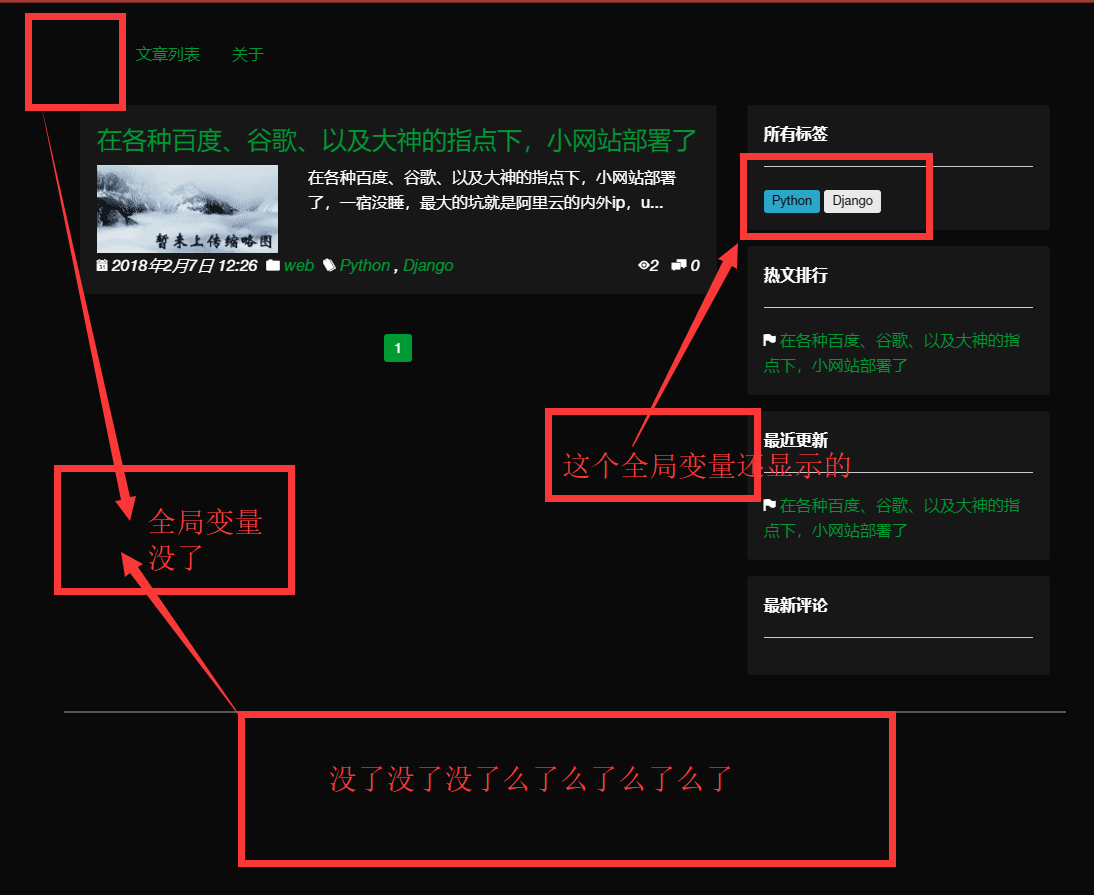 文章列表 关于
在各种百度、谷歌、以及大神的指点下，小网站部署了
暂未上传缩略图
在各种百度、谷歌、以及大神的指点下，小网站部署
了，一宿没睡，最大的坑就是阿里云的内外ip，u...
2018年2月7日 12:26 web Python , Django 2 0
1
所有标签
Python Django
热文排行
在各种百度、谷歌、以及大神的指
点下，小网站部署了
最近更新
这个全局变量还显示的
在各种百度、谷歌、以及大神的指
点下，小网站部署了
最新评论
全局变量
没了
没了没了没了么了么了么了么了